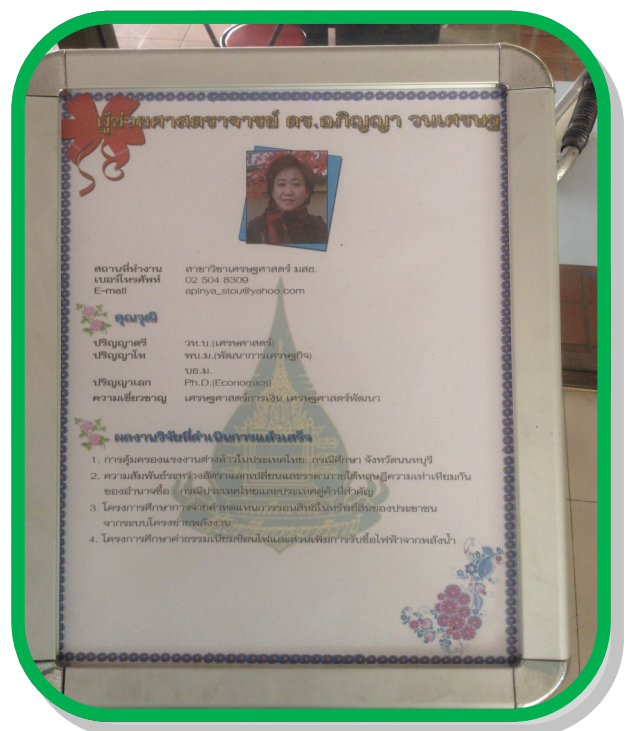 ผู้ช่วยศาสตราจารย์ ดร.อภิญญา วนเศรษฐ
สถานที่ทำงาน สาขาวิชาเศรษฐศาสตร์ มสธ.
เบอร์โทรศัพท์ 02 504 8309
E-mail apinya_stou@yahoo.com
คุณวุฒิ
ปริญญาตรี วท.บ.(เศรษศาสตร์)
ปริญญาโท พบ.ม.(พัฒนาการเศรษฐกิจ)
บธ.ม.
ปริญญาเอก Ph.D.(Economics)
ความเชี่ยวชาญ เศรษฐศาสตร์การเงิน เศรษฐศาสตร์พัฒนา
ผลงานวิจัยที่ดำเนินการแล้วเสร็จ
1. การคุ้มครองแรงงานต่างด้าวในประเทศไทย: กรณีศึกษา จังหวัดนนทบุรี
2. ความสัมพันธ์ระหว่างอัตราแลกเปลี่ยนและราคาภายใต้ทฤษฎีความเท่าเทียมกัน
ของอำนาจซื้อ : กรณีประเทศไทยและประเทศคู่ค้าที่สำคัญ
3. โครงการศึกษาการจ่ายค่าทดแทนการรอนสิทธิในทรัพย์สินของประชาชน
จากระบบโครงข่ายพลังงาน
4. โครงการศึกษาค่าธรรมเนียมป้อนไฟและส่วนเพิ่มการรับซื้อไฟฟ้าจากพลังน้ำ